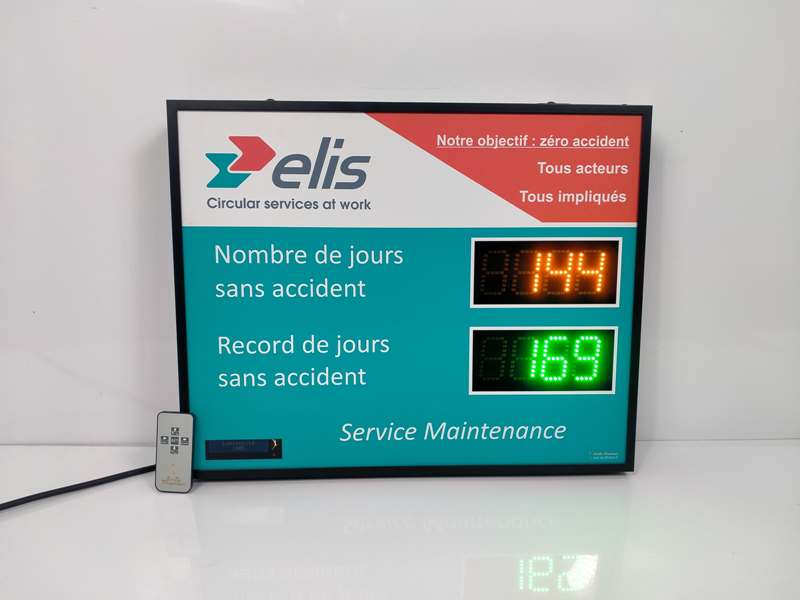 elis
Circular services at work
Notre objectif : zéro accident
Tous acteurs
Tous impliqués
Nombre de jours
sans accident
144
Record de jours
sans accident
169
Service Maintenance